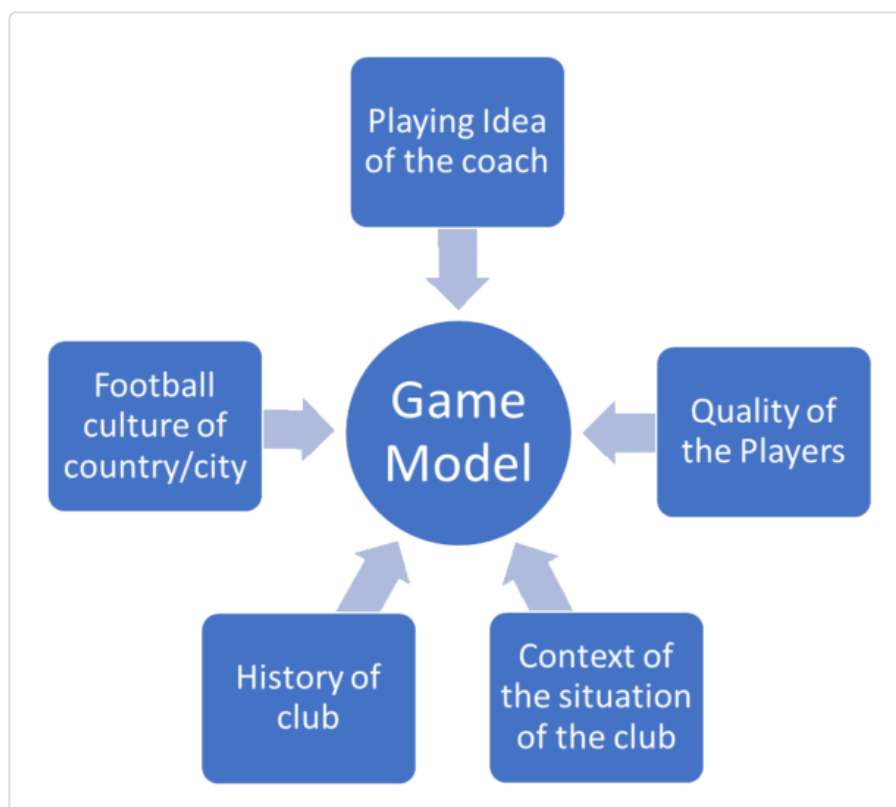 Playing Idea
of the coach
Football
culture of
country/city
Game
Model
Quality of
the Players
History of
club
Context of
the situation
of the club